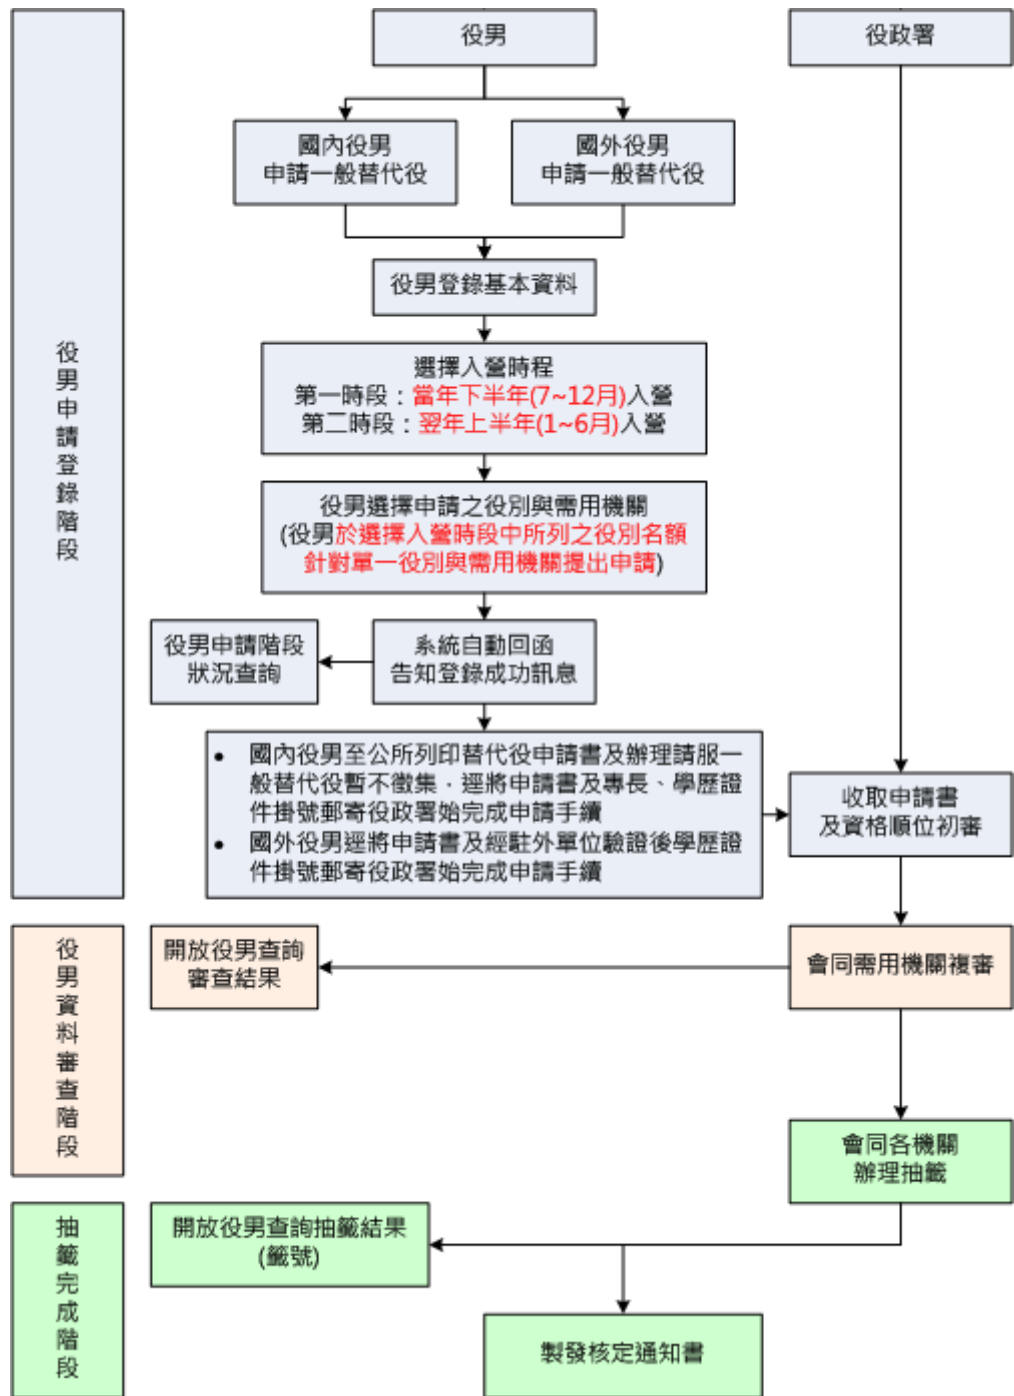 役男
役政署
國內役男
申請一般替代役
國外役男
申請一般替代役
役男登錄基本資料
選擇入營時程
第一時段：當年下半年(7~12月)入營
第二時段：翌年上半年(1~6月)入營
役男選擇申請之役別與需用機關
(役男於選擇入營時段中所列之役別名額
針對單一役別與需用機關提出申請)
役男申請階段
狀況查詢
系統自動回函
告知登錄成功訊息
• 國內役男至公所列印替代役申請書及辦理請服一
般替代役暫不徵集，逕將申請書及專長、學歷證
件掛號郵寄役政署始完成申請手續
• 國外役男逕將申請書及經駐外單位驗證後學歷證
件掛號郵寄役政署始完成申請手續
收取申請書
及資格順位初審
役男申請登錄階段
開放役男查詢
審查結果
會同需用機關複審
役男資料審查階段
會同各機關
辦理抽籤
開放役男查詢抽籤結果
(籤號)
製發核定通知書
抽籤完成階段